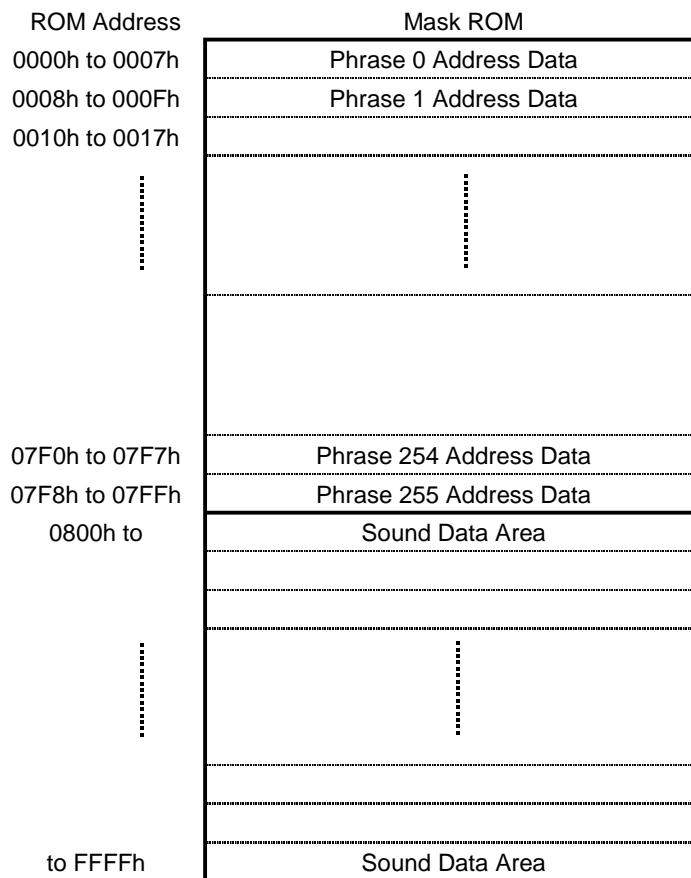 ROM Address Mask ROM
0000h to 0007h Phrase 0 Address Data
0008h to 000Fh Phrase 1 Address Data
0010h to 0017h
07F0h to 07F7h Phrase 254 Address Data
07F8h to 07FFh Phrase 255 Address Data
0800h to Sound Data Area
to FFFFh Sound Data Area